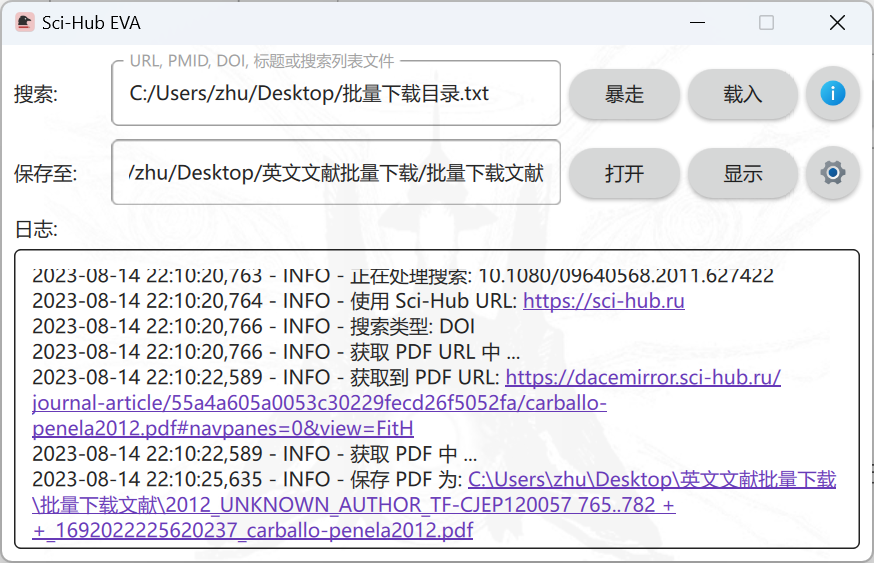 Sci-Hub EVA
URL, PMID, DOI, 标题或搜索列表文件
搜索: C:/Users/zhu/Desktop/批量下载目录.txt 暴走 载入
保存至: /zhu/Desktop/英文文献批量下载/批量下载文献 打开 显示
日志:
2023-08-14 22:10:20,763 - INFO - 正在处理搜索: 10.1080/09640568.2011.627422
2023-08-14 22:10:20,764 - INFO - 使用 Sci-Hub URL: https://sci-hub.ru
2023-08-14 22:10:20,766 - INFO - 搜索类型: DOI
2023-08-14 22:10:20,766 - INFO - 获取 PDF URL 中 ...
2023-08-14 22:10:22,589 - INFO - 获取到 PDF URL: https://dacemirror.sci-hub.ru/
journal-article/55a4a605a0053c30229fecd26f5052fa/carballo-
penela2012.pdf#navpanes=0&view=FitH
2023-08-14 22:10:22,589 - INFO - 获取 PDF 中 ...
2023-08-14 22:10:25,635 - INFO - 保存 PDF 为: C:\Users\zhu\Desktop\英文文献批量下载
\批量下载文献\2012_UNKNOWN_AUTHOR_TF-CJEP120057 765..782 +
+_1692022225620237_carballo-penela2012.pdf